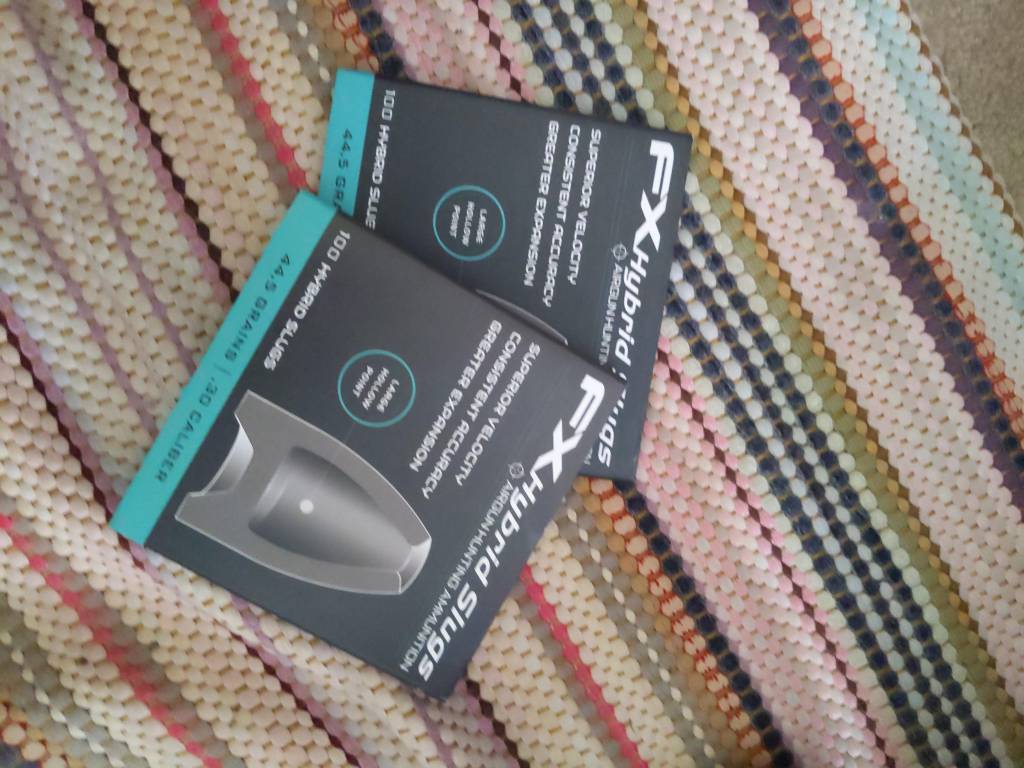 FX Hybrid Slugs
AIRGUN HUNTING AMMUNITION
SUPERIOR VELOCITY
CONSISTENT ACCURACY
GREATER EXPANSION
LARGE
HOLLOW
POINT
100 HYBRID SLUGS
44,5 GRAINS | .30 CALIBER
FX Hybrid Slugs
AIRGUN HUNTIN
SUPERIOR VELOCITY
CONSISTENT ACCURACY
GREATER EXPANSION
LARGE
HOLLOW
POINT
100 HYBRID SLUG
44,5 GRA